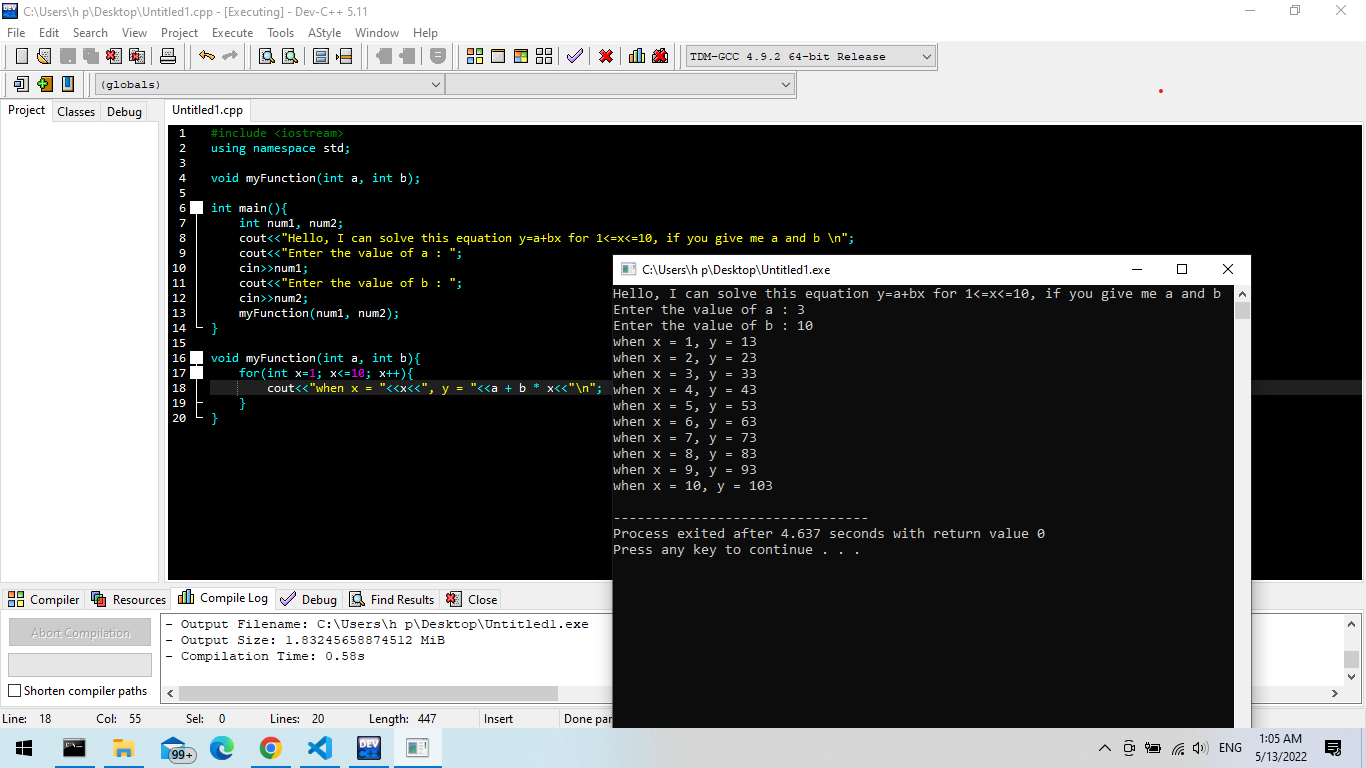 C:\Users\h p\Desktop\Untitled1.cpp - [Executing] - Dev-C++ 5.11
File Edit Search View Project Execute Tools AStyle Window Help
TDM-GCC 4.9.2 64-bit Release
(globals)
Project Classes Debug
Untitled1.cpp
1 #include <iostream>
2 using namespace std;
3
4 void myFunction(int a, int b);
5
6 int main(){
7 int num1, num2;
8 cout<<"Hello, I can solve this equation y=a+bx for 1<=x<=10, if you give me a and b \n";
9 cout<<"Enter the value of a : ";
10 cin>>num1;
11 cout<<"Enter the value of b : ";
12 cin>>num2;
13 myFunction(num1, num2);
14 }
15
16 void myFunction(int a, int b){
17 for(int x=1; x<=10; x++){
18 cout<<"when x = "<<x<<", y = "<<a + b * x<<"\n";
19 }
20 }
C:\Users\h p\Desktop\Untitled1.exe
Hello, I can solve this equation y=a+bx for 1<=x<=10, if you give me a and b
Enter the value of a : 3
Enter the value of b : 10
when x = 1, y = 13
when x = 2, y = 23
when x = 3, y = 33
when x = 4, y = 43
when x = 5, y = 53
when x = 6, y = 63
when x = 7, y = 73
when x = 8, y = 83
when x = 9, y = 93
when x = 10, y = 103
--------------------------------
Process exited after 4.637 seconds with return value 0
Press any key to continue . . .
Compiler Resources Compile Log Debug Find Results Close
Abort Compilation
Shorten compiler paths
- Output Filename: C:\Users\h p\Desktop\Untitled1.exe
- Output Size: 1.83245658874512 MiB
- Compilation Time: 0.58s
Line: 18 Col: 55 Sel: 0 Lines: 20 Length: 447 Insert Done par
99+
DEV
DEV
ENG
1:05 AM
5/13/2022